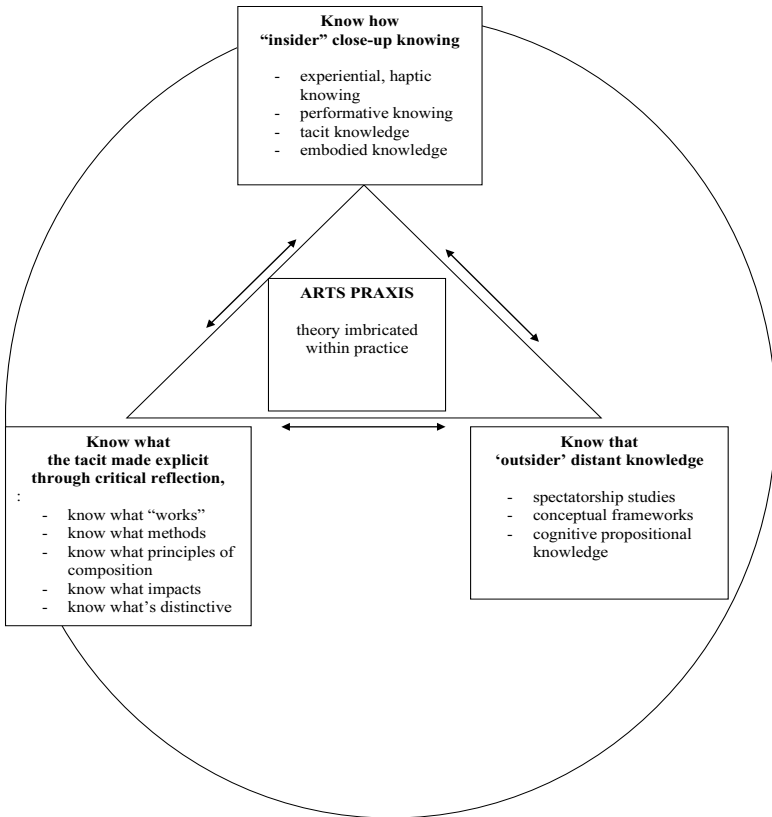 Know how
“insider” close-up knowing
- experiential, haptic
knowing
- performative knowing
- tacit knowledge
- embodied knowledge
ARTS PRAXIS
theory imbricated
within practice
Know what
the tacit made explicit
through critical reflection,
:
- know what “works”
- know what methods
- know what principles of
composition
- know what impacts
- know what’s distinctive
Know that
‘outsider’ distant knowledge
- spectatorship studies
- conceptual frameworks
- cognitive propositional
knowledge